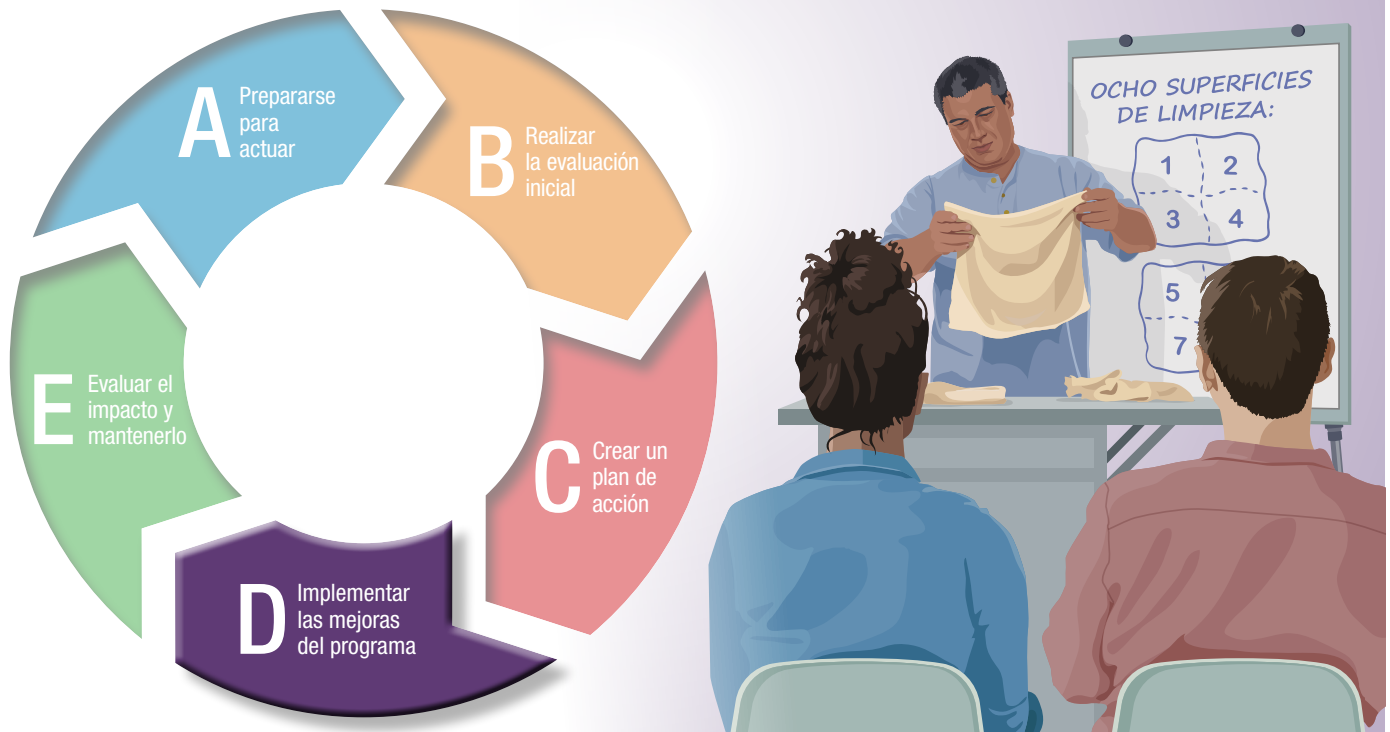 A
Prepararse
para
actuar
B
Realizar
la evaluación
inicial
C
Crear un
plan de
acción
D
Implementar
las mejoras
del programa
E
Evaluar el
impacto y
mantenerlo
OCHO SUPERFICIES
DE LIMPIEZA:
1 2
3 4
5
7